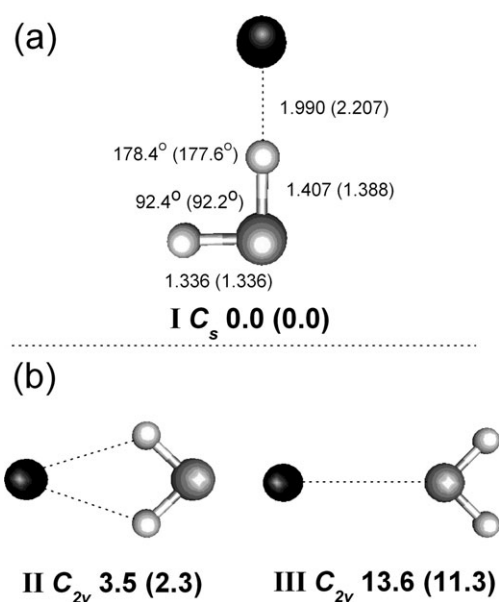 (a)
1.990 (2.207)
178.4° (177.6°)
1.407 (1.388)
92.4° (92.2°)
1.336 (1.336)
I Cs 0.0 (0.0)
(b)
II C2v 3.5 (2.3)
III C2v 13.6 (11.3)